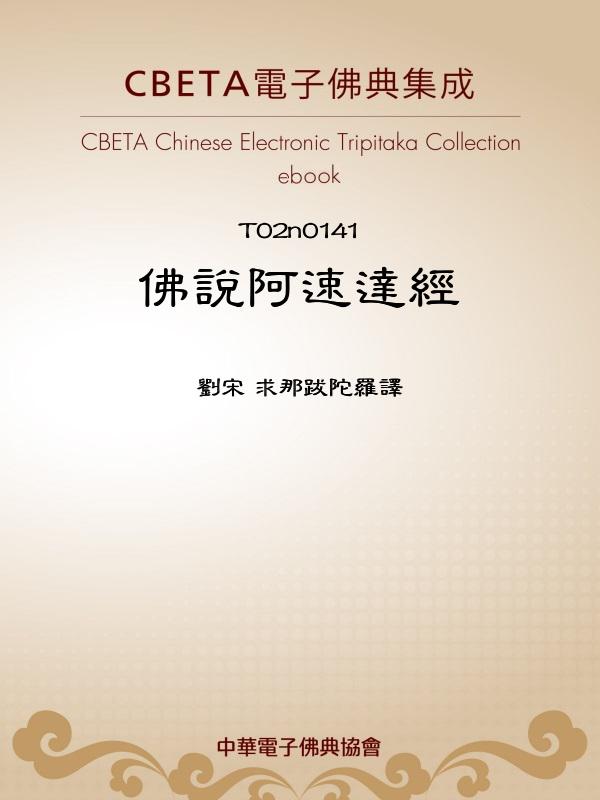 CBETA電子佛典集成
CBETA Chinese Electronic Tripitaka Collection
ebook
T02n0141
佛說阿速達經
劉宋 求那跋陀羅譯
中華電子佛典協會